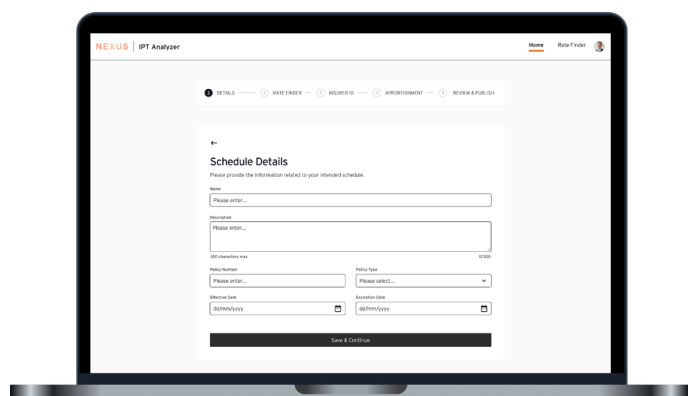 NEXUS | IPT Analyzer Home Rate Finder
1 DETAILS 2 RATE FINDER 3 INSURER ID 4 APPORTIONMENT 5 REVIEW & PUBLISH
Schedule Details
Please provide the information related to your intended schedule.
Name
Please enter...
Description
Please enter...
300 characters max 0/300
Policy Number Policy Type
Please enter... Please select...
Effective Date Expiration Date
dd/mm/yyyy dd/mm/yyyy
Save & Continue